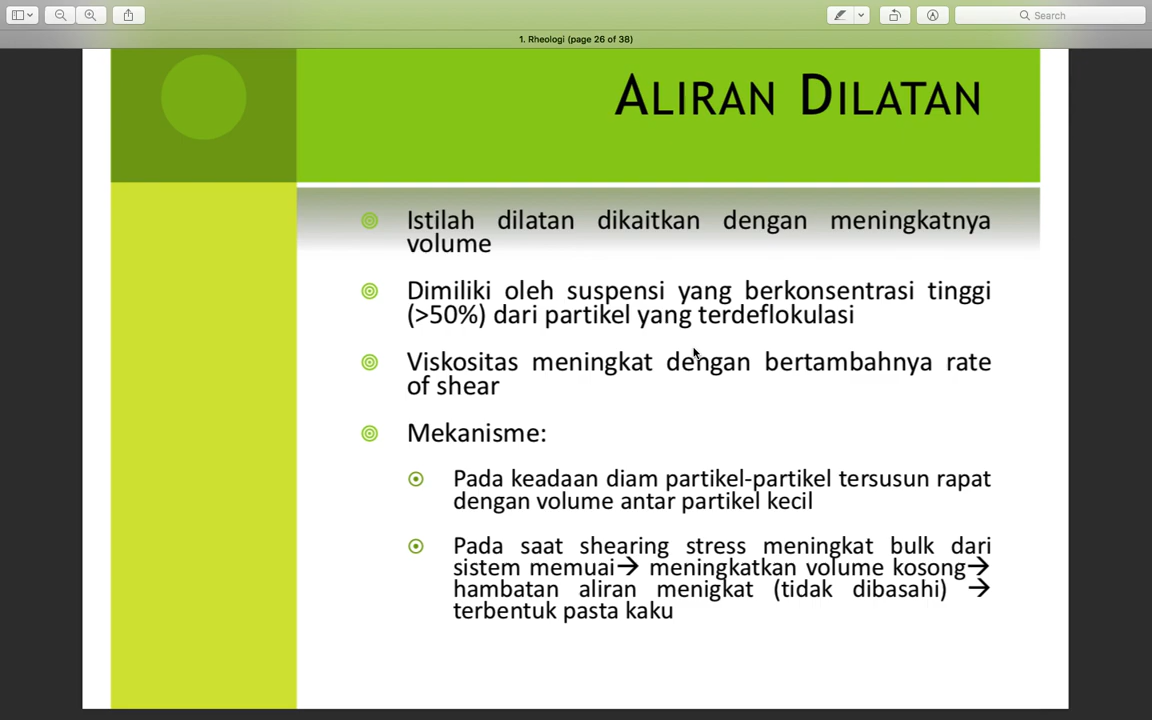 Search
1. Rheologi (page 26 of 38)
ALIRAN DILATAN
Istilah dilatan dikaitkan dengan meningkatnya
volume
Dimiliki oleh suspensi yang berkonsentrasi tinggi
(>50%) dari partikel yang terdeflokulasi
Viskositas meningkat dengan bertambahnya rate
of shear
Mekanisme:
Pada keadaan diam partikel-partikel tersusun rapat
dengan volume antar partikel kecil
Pada saat shearing stress meningkat bulk dari
sistem memuai→ meningkatkan volume kosong→
hambatan aliran menigkat (tidak dibasahi) →
terbentuk pasta kaku